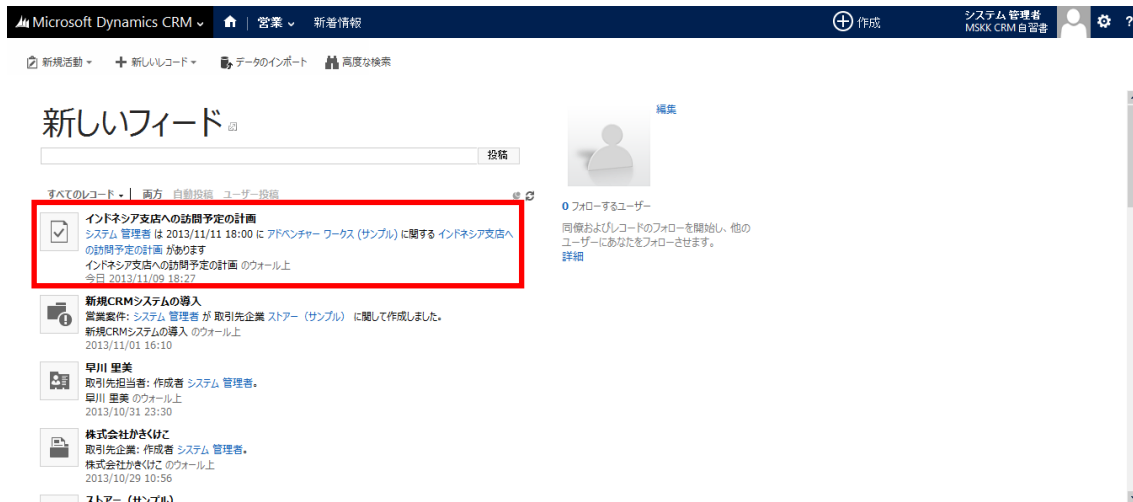 Microsoft Dynamics CRM 営業 新着情報 作成 システム 管理者
MSKK CRM 自習書 ?
新規活動 新しいレコード データのインポート 高度な検索
新しいフィード
投稿
すべてのレコード 両方 自動投稿 ユーザー投稿
インドネシア支店への訪問予定の計画
システム 管理者 は 2013/11/11 18:00 に アドベンチャー ワークス (サンプル) に関する インドネシア支店へ
の訪問予定の計画 があります
インドネシア支店への訪問予定の計画 のウォール上
今日 2013/11/09 18:27
新規CRMシステムの導入
営業案件: システム 管理者 が 取引先企業 ストアー（サンプル） に関して作成しました。
新規CRMシステムの導入 のウォール上
2013/11/01 16:10
早川 里美
取引先担当者: 作成者 システム 管理者。
早川 里美 のウォール上
2013/10/31 23:30
株式会社かきくけこ
取引先企業: 作成者 システム 管理者。
株式会社かきくけこ のウォール上
2013/10/29 10:56
ストアー（サンプル）
編集
0 フォローするユーザー
同僚およびレコードのフォローを開始し、他の
ユーザーにあなたをフォローさせます。
詳細